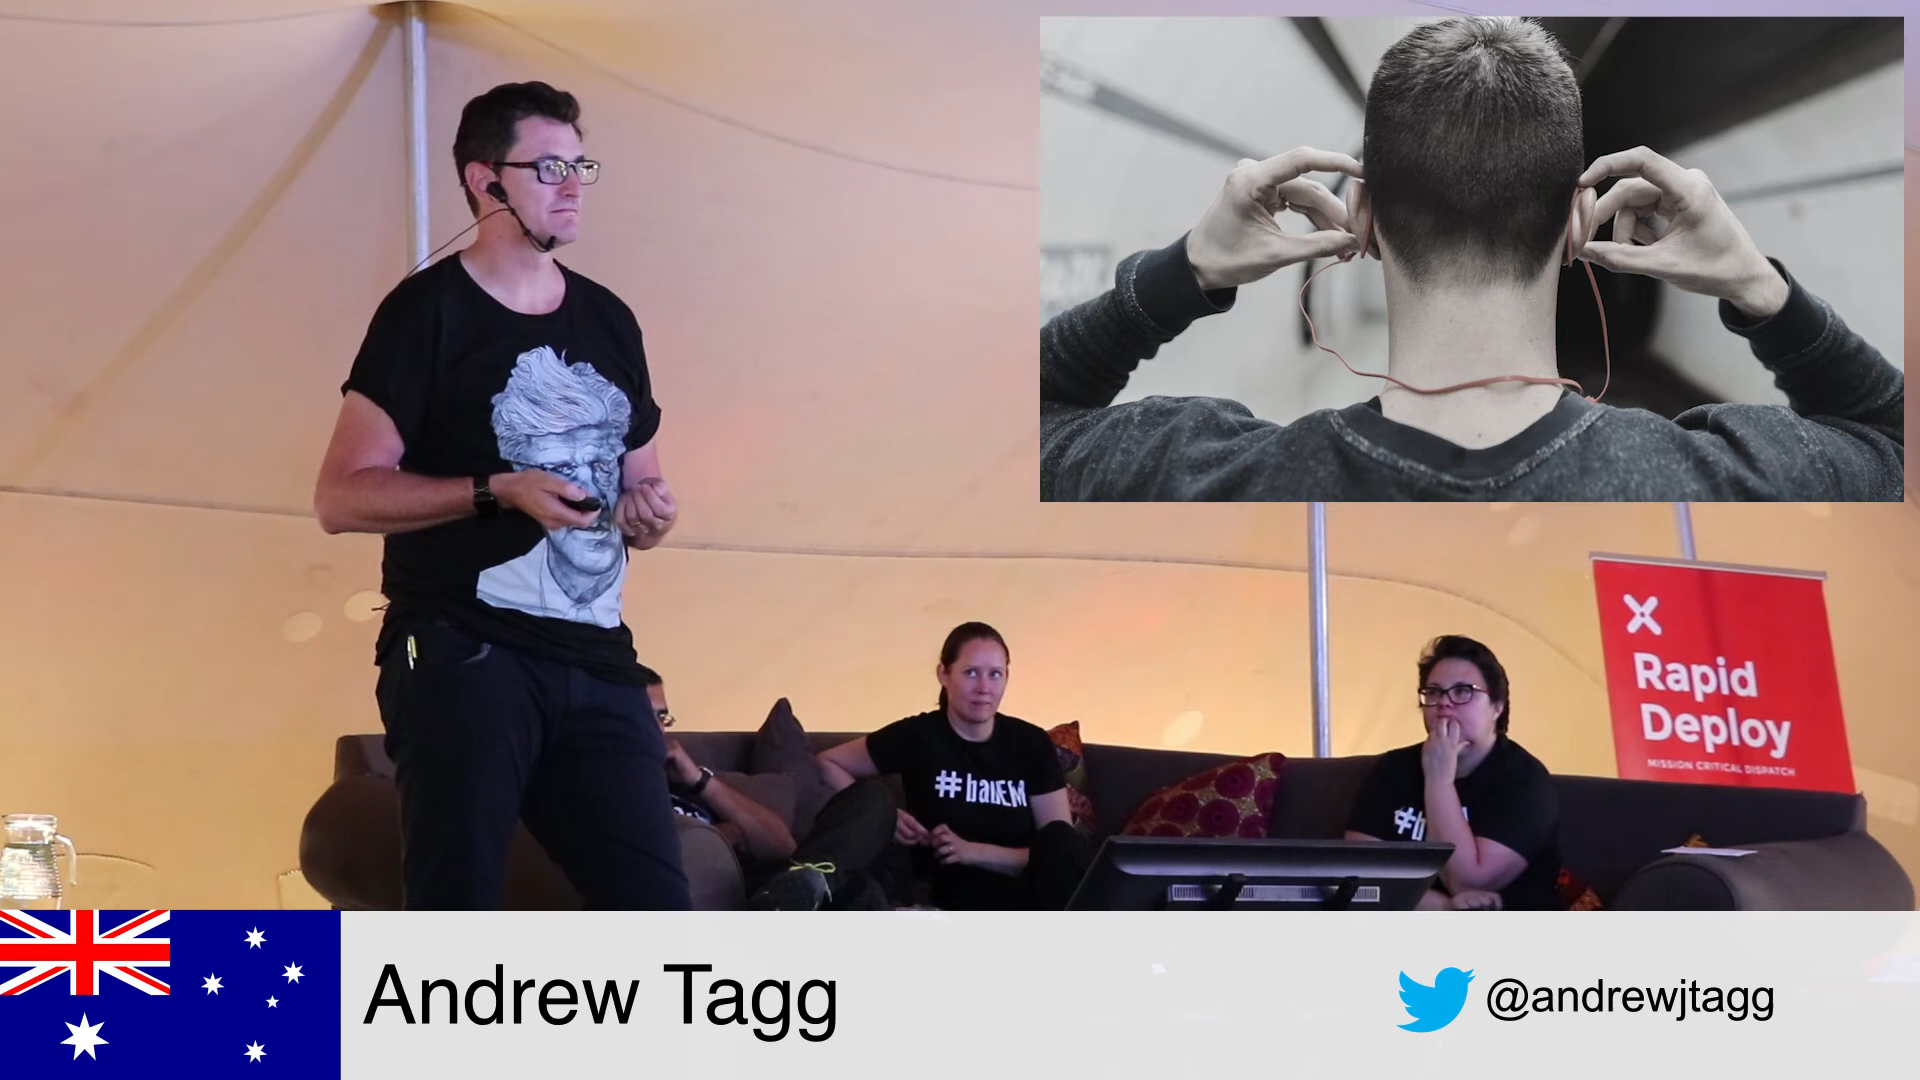 Rapid
Deploy
MISSION CRITICAL DISPATCH
#badEM
Andrew Tagg
@andrewjtagg